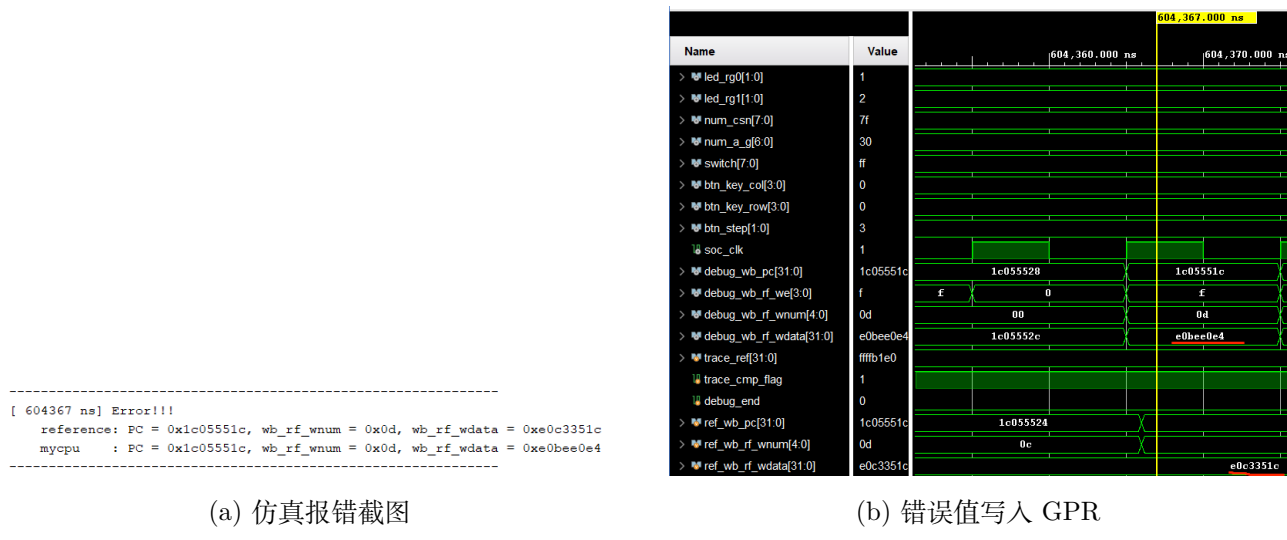 [ 604367 ns] Error!!!
reference: PC = 0x1c05551c, wb_rf_wnum = 0x0d, wb_rf_wdata = 0xe0c3351c
mycpu : PC = 0x1c05551c, wb_rf_wnum = 0x0d, wb_rf_wdata = 0xe0bee0e4
(a) 仿真报错截图
604,367.000 ns
Name Value 604,360.000 ns 604,370.000 ns
led_rg0[1:0] 1
led_rg1[1:0] 2
num_csn[7:0] 7f
num_a_g[6:0] 30
switch[7:0] ff
btn_key_col[3:0] 0
btn_key_row[3:0] 0
btn_step[1:0] 3
soc_clk 1
debug_wb_pc[31:0] 1c05551c 1c055528 1c05551c
debug_wb_rf_we[3:0] f f 0 f
debug_wb_rf_wnum[4:0] 0d 00 0d
debug_wb_rf_wdata[31:0] e0bee0e4 1c05552c e0bee0e4
trace_ref[31:0] ffffb1e0
trace_cmp_flag 1
debug_end 0
ref_wb_pc[31:0] 1c05551c 1c055524
ref_wb_rf_wnum[4:0] 0d 0c
ref_wb_rf_wdata[31:0] e0c3351c e0c3351c
(b) 错误值写入 GPR